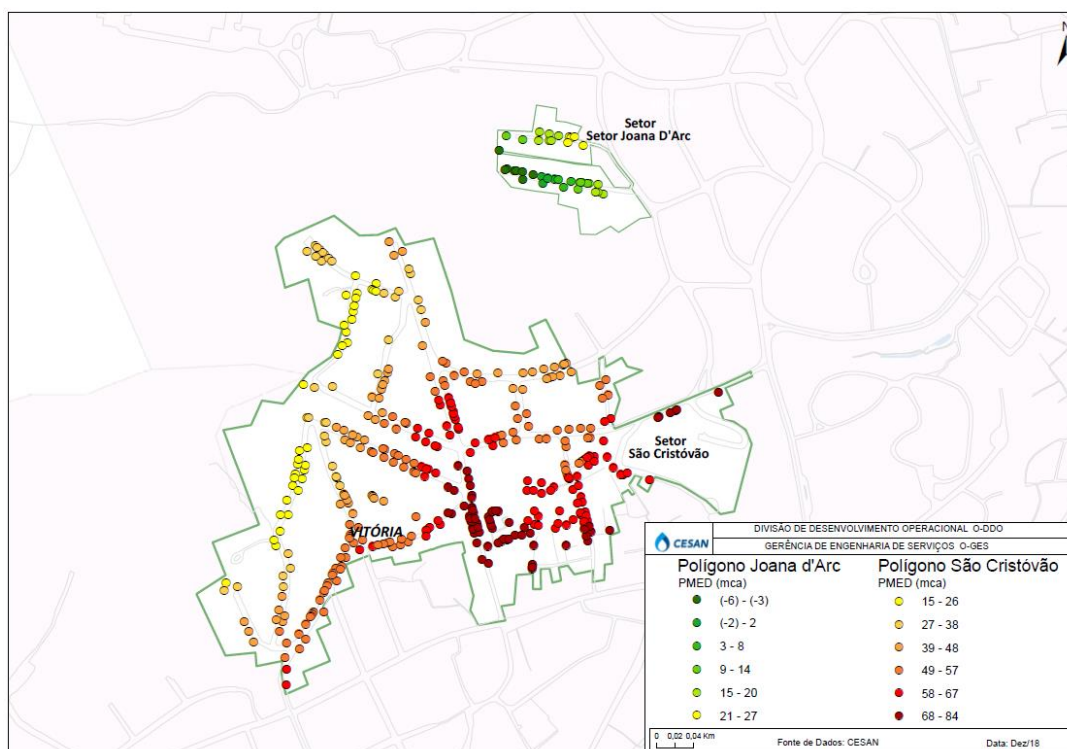 N
Setor
Setor Joana D'Arc
Setor
São Cristóvão
VITÓRIA
CESAN
DIVISÃO DE DESENVOLVIMENTO OPERACIONAL O-DDO
GERÊNCIA DE ENGENHARIA DE SERVIÇOS O-GES
Polígono Joana d'Arc
PMED (mca)
(-6) - (-3)
(-2) - 2
3 - 8
9 - 14
15 - 20
21 - 27
Polígono São Cristóvão
PMED (mca)
15 - 26
27 - 38
39 - 48
49 - 57
58 - 67
68 - 84
0 0,02 0,04 Km
Fonte de Dados: CESAN
Data: Dez/18